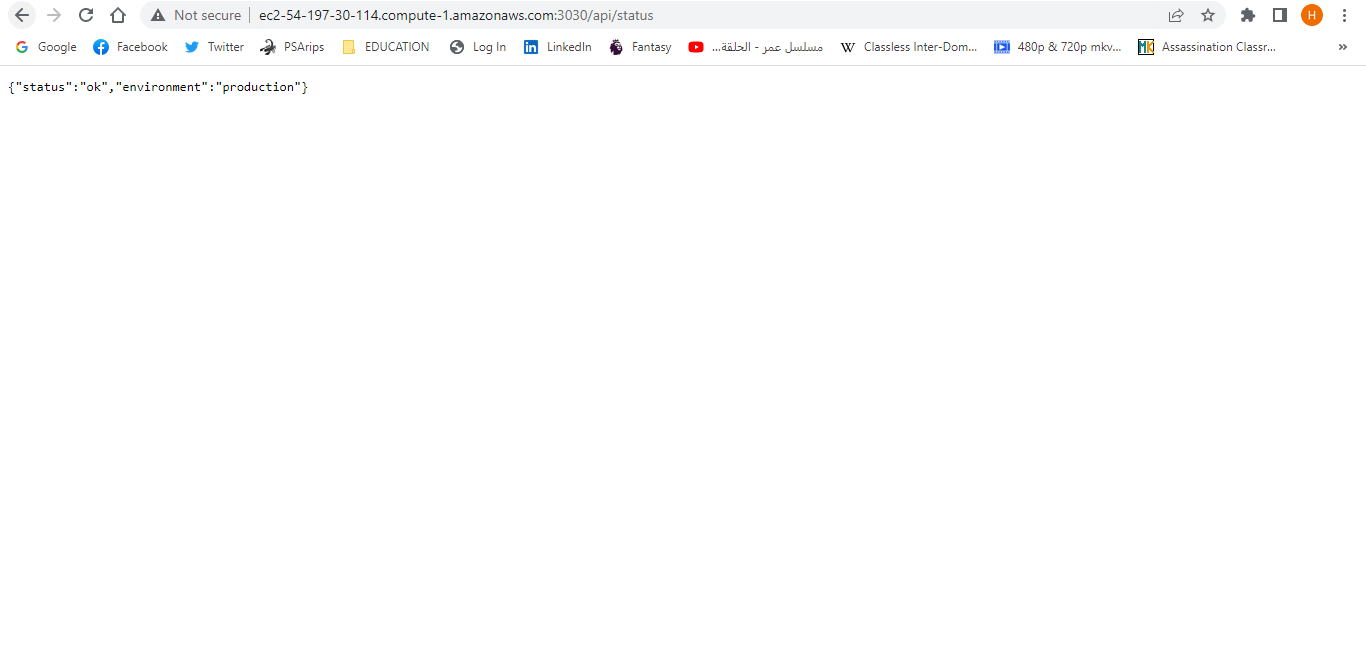 Not secure ec2-54-197-30-114.compute-1.amazonaws.com:3030/api/status H
Google Facebook Twitter PSArips EDUCATION Log In LinkedIn Fantasy مسلسل عمر - الحلقة... Classless Inter-Dom... 480p & 720p mkv... Assassination Classr... »
{"status":"ok","environment":"production"}